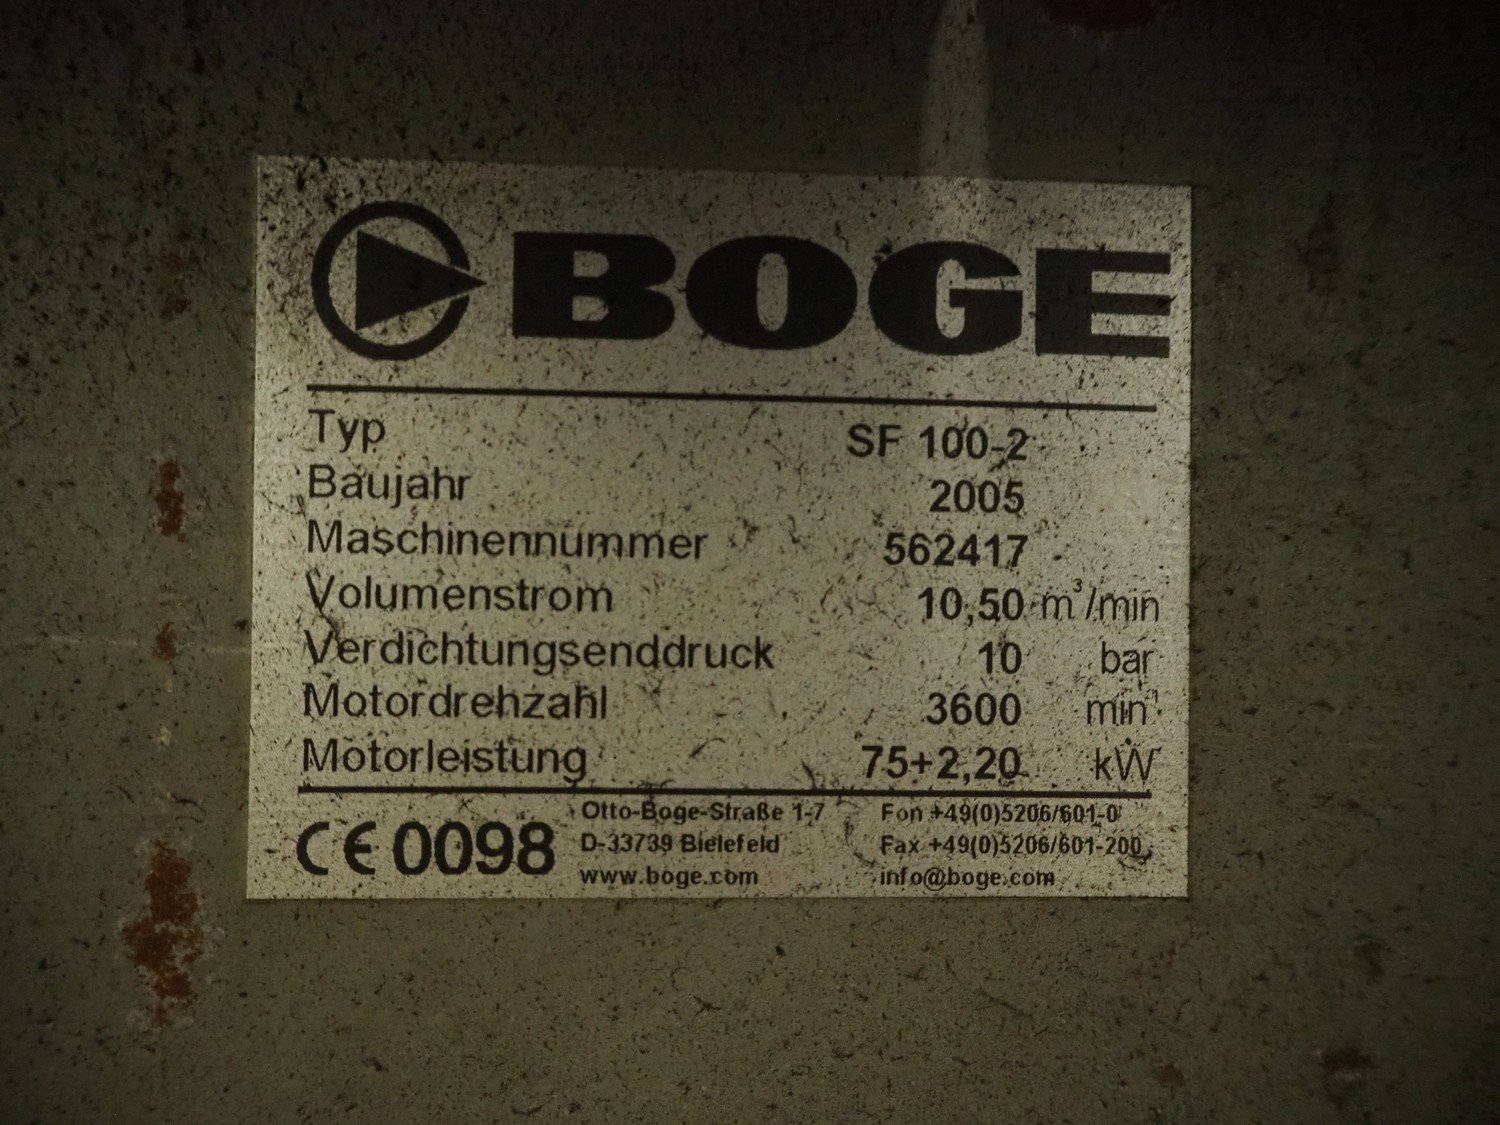 BOGE
Typ SF 100-2
Baujahr 2005
Maschinennummer 562417
Volumenstrom 10,50 m³/min
Verdichtungsenddruck 10 bar
Motordrehzahl 3600 min⁻¹
Motorleistung 75+2,20 kW
CE 0098
Otto-Boge-Straße 1-7 Fon +49(0)5206/601-0
D-33739 Bielefeld Fax +49(0)5206/601-200
www.boge.com info@boge.com